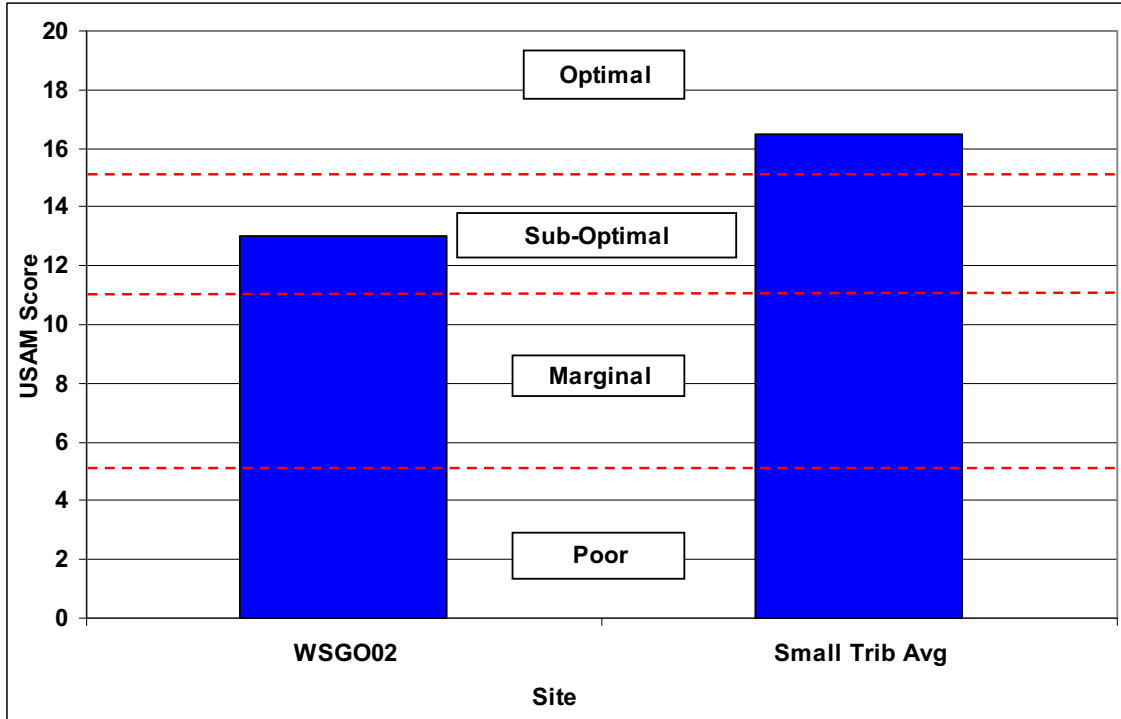 20
18
16
14
12
10
8
6
4
2
0
USAM Score
Optimal
Sub-Optimal
Marginal
Poor
WSGO02
Small Trib Avg
Site